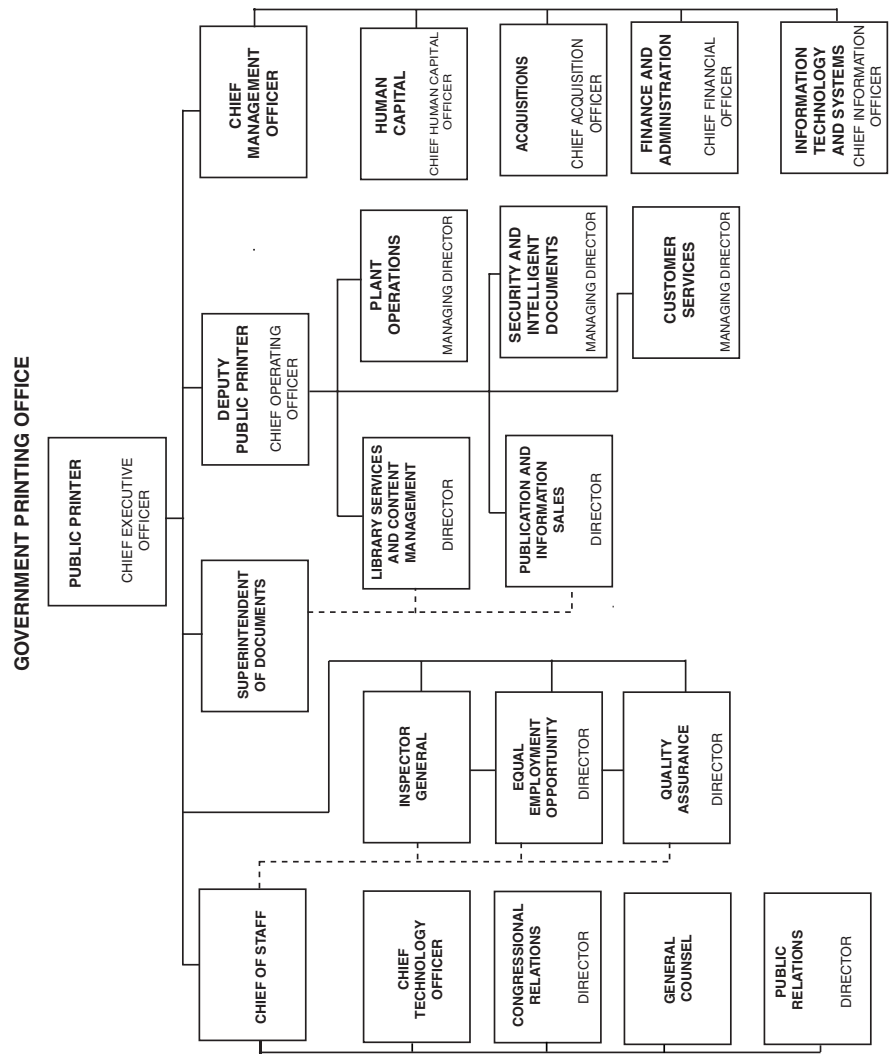 GOVERNMENT PRINTING OFFICE
PUBLIC PRINTER
CHIEF EXECUTIVE
OFFICER
CHIEF OF STAFF
SUPERINTENDENT
OF DOCUMENTS
DEPUTY
PUBLIC PRINTER
CHIEF OPERATING
OFFICER
CHIEF
MANAGEMENT
OFFICER
CHIEF
TECHNOLOGY
OFFICER
INSPECTOR
GENERAL
LIBRARY SERVICES
AND CONTENT
MANAGEMENT
DIRECTOR
PLANT
OPERATIONS
MANAGING DIRECTOR
HUMAN
CAPITAL
CHIEF HUMAN CAPITAL
OFFICER
CONGRESSIONAL
RELATIONS
DIRECTOR
EQUAL
EMPLOYMENT
OPPORTUNITY
DIRECTOR
PUBLICATION AND
INFORMATION
SALES
DIRECTOR
SECURITY AND
INTELLIGENT
DOCUMENTS
MANAGING DIRECTOR
ACQUISITIONS
CHIEF ACQUISITION
OFFICER
GENERAL
COUNSEL
QUALITY
ASSURANCE
DIRECTOR
CUSTOMER
SERVICES
MANAGING DIRECTOR
FINANCE AND
ADMINISTRATION
CHIEF FINANCIAL
OFFICER
PUBLIC
RELATIONS
DIRECTOR
INFORMATION
TECHNOLOGY
AND SYSTEMS
CHIEF INFORMATION
OFFICER